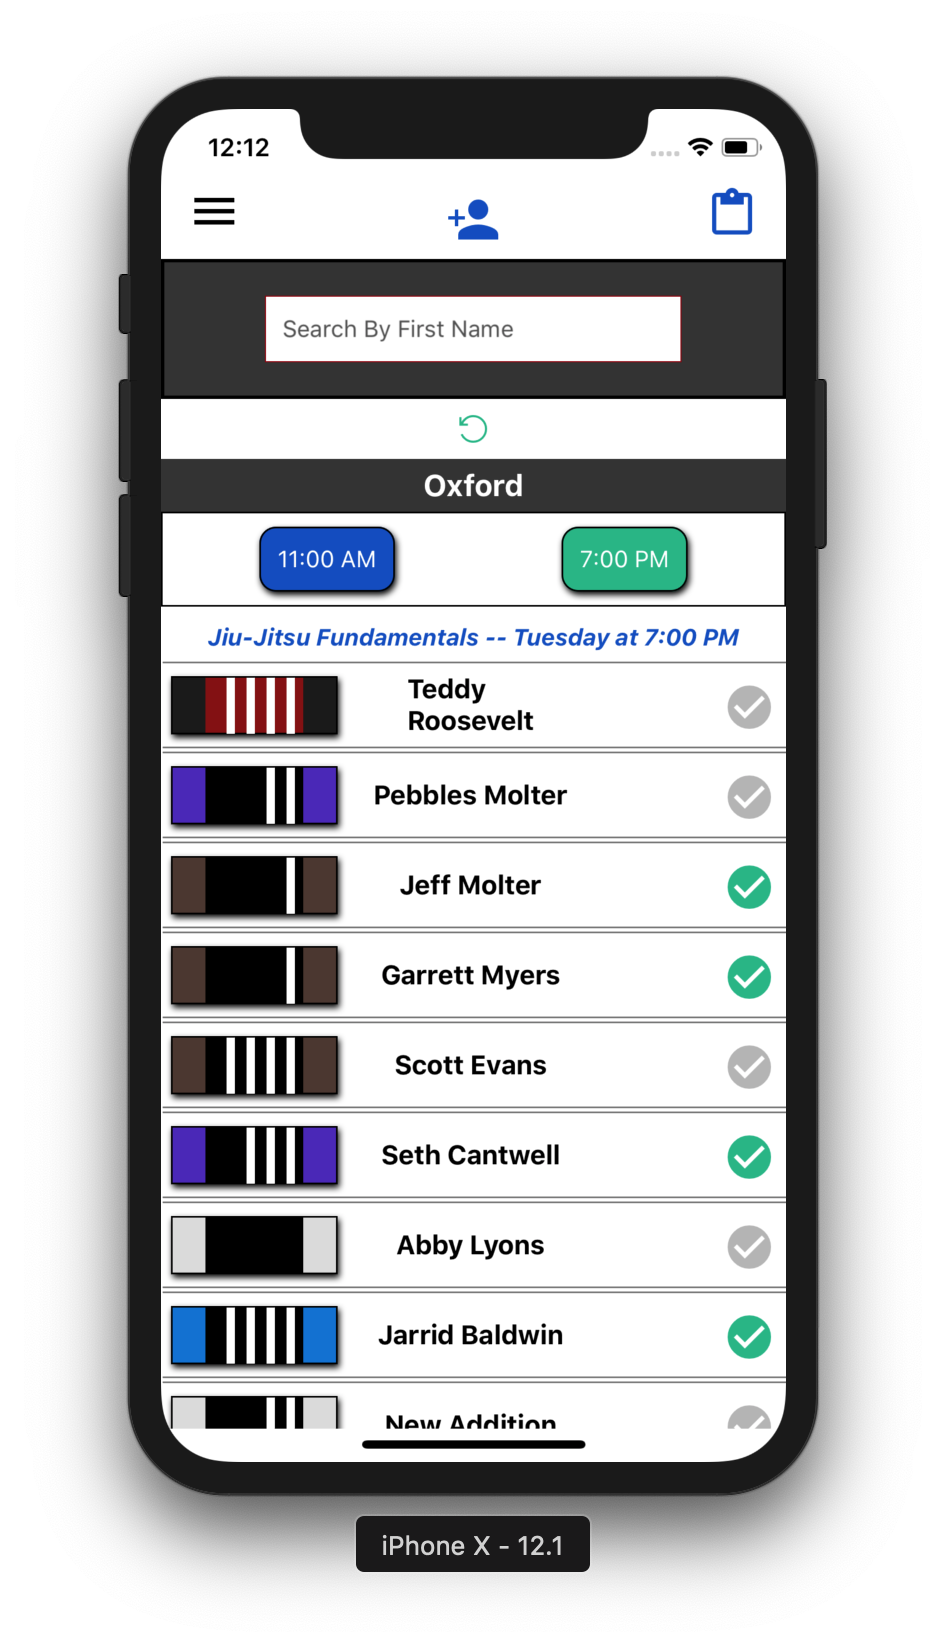 12:12
Search By First Name
Oxford
11:00 AM
7:00 PM
Jiu-Jitsu Fundamentals -- Tuesday at 7:00 PM
Teddy
Roosevelt
Pebbles Molter
Jeff Molter
Garrett Myers
Scott Evans
Seth Cantwell
Abby Lyons
Jarrid Baldwin
New Addition
iPhone X - 12.1